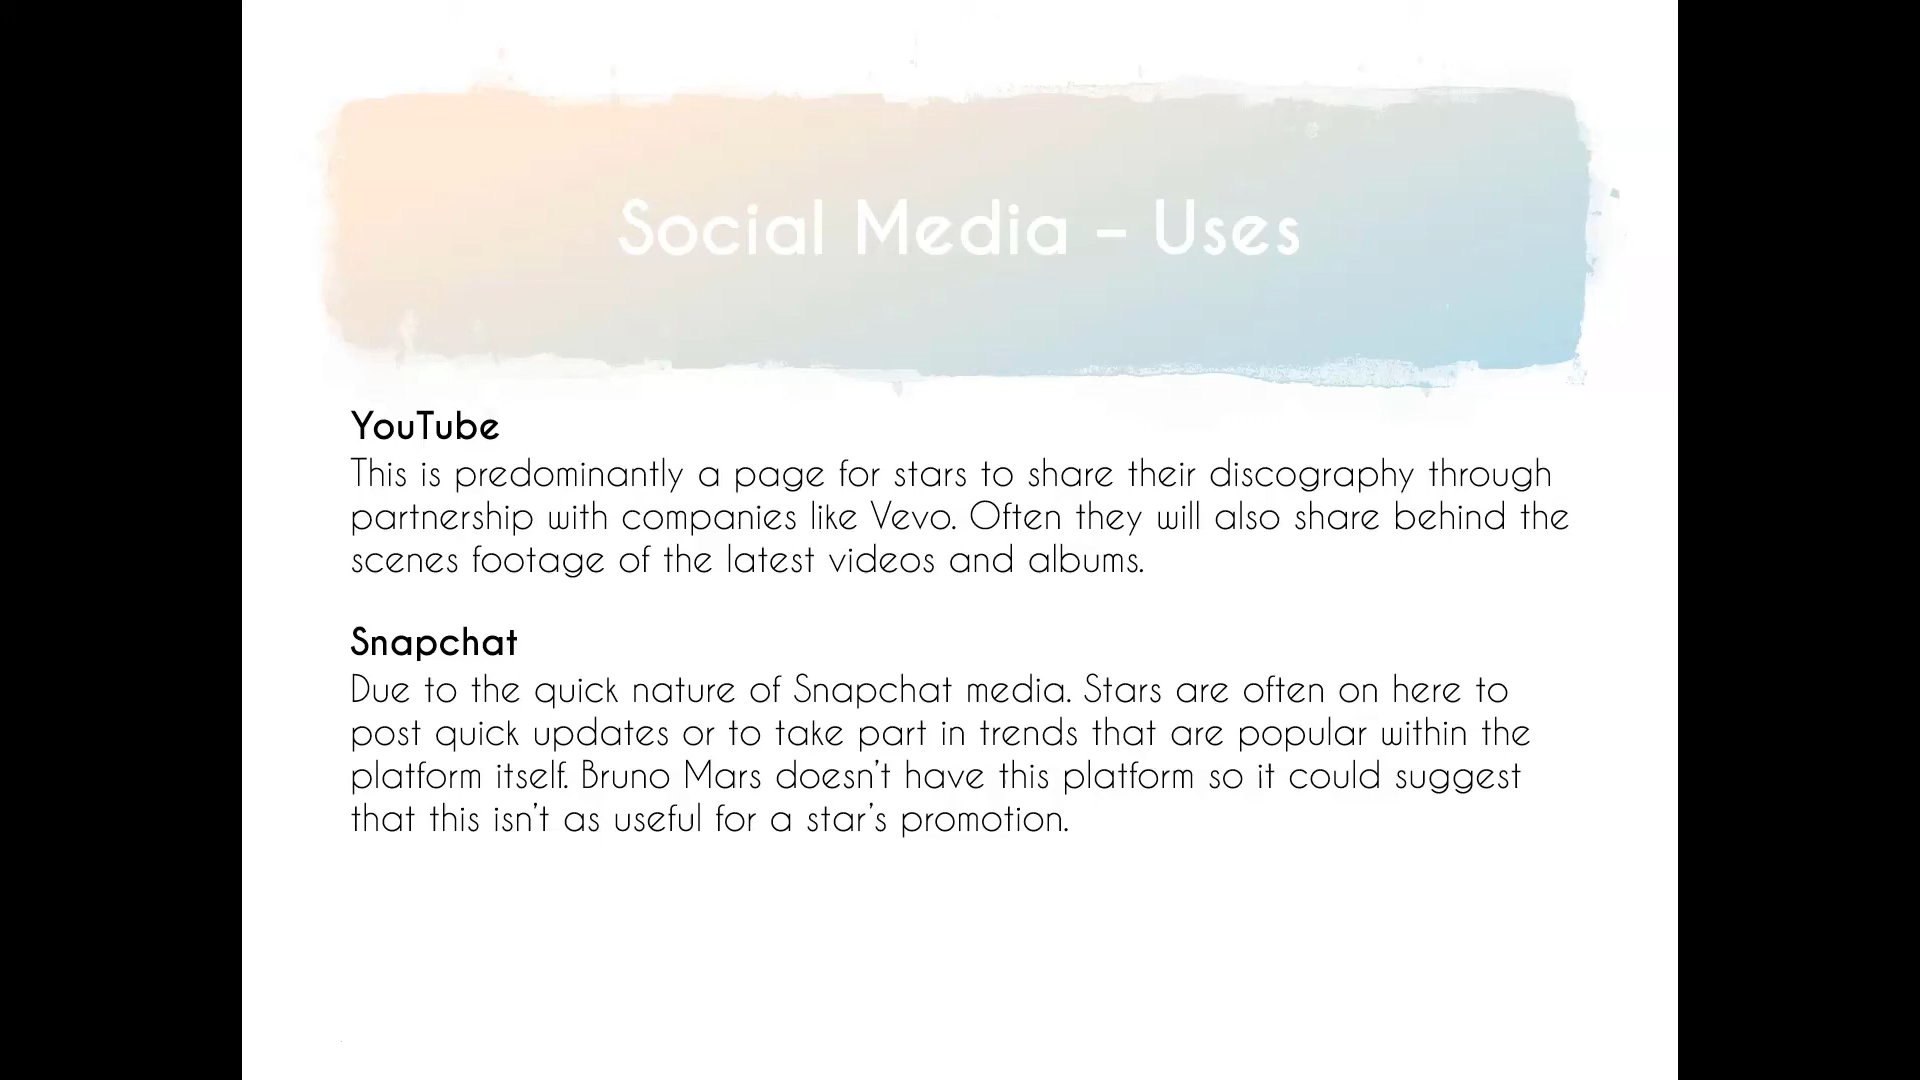 Social Media – Uses
YouTube
This is predominantly a page for stars to share their discography through
partnership with companies like Vevo. Often they will also share behind the
scenes footage of the latest videos and albums.
Snapchat
Due to the quick nature of Snapchat media. Stars are often on here to
post quick updates or to take part in trends that are popular within the
platform itself. Bruno Mars doesn’t have this platform so it could suggest
that this isn’t as useful for a star’s promotion.